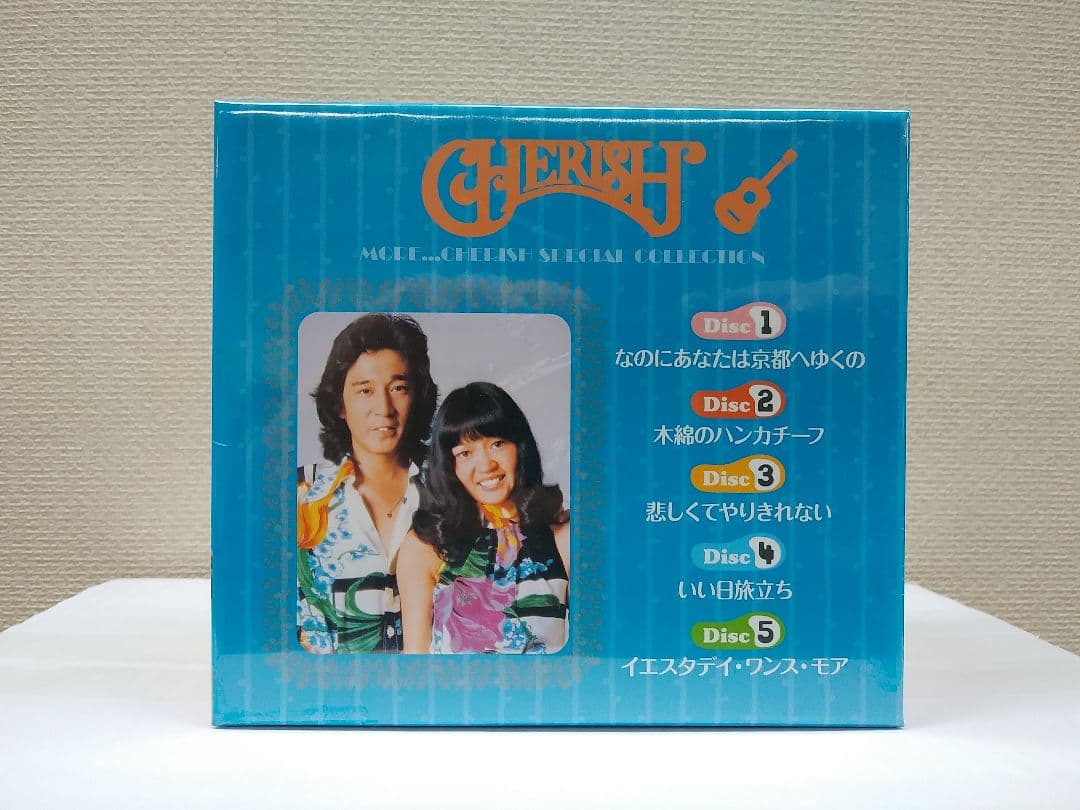 CHERISH
MORE...CHERISH SPECIAL COLLECTION
Disc 1
なのにあなたは京都へゆくの
Disc 2
木綿のハンカチーフ
Disc 3
悲しくてやりきれない
Disc 4
いい日旅立ち
Disc 5
イエスタデイ・ワンス・モア